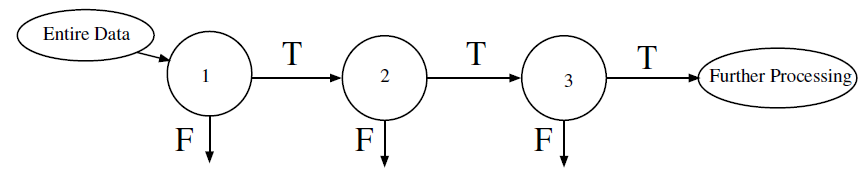 Entire Data
1
T
2
T
3
T
Further Processing
F
F
F